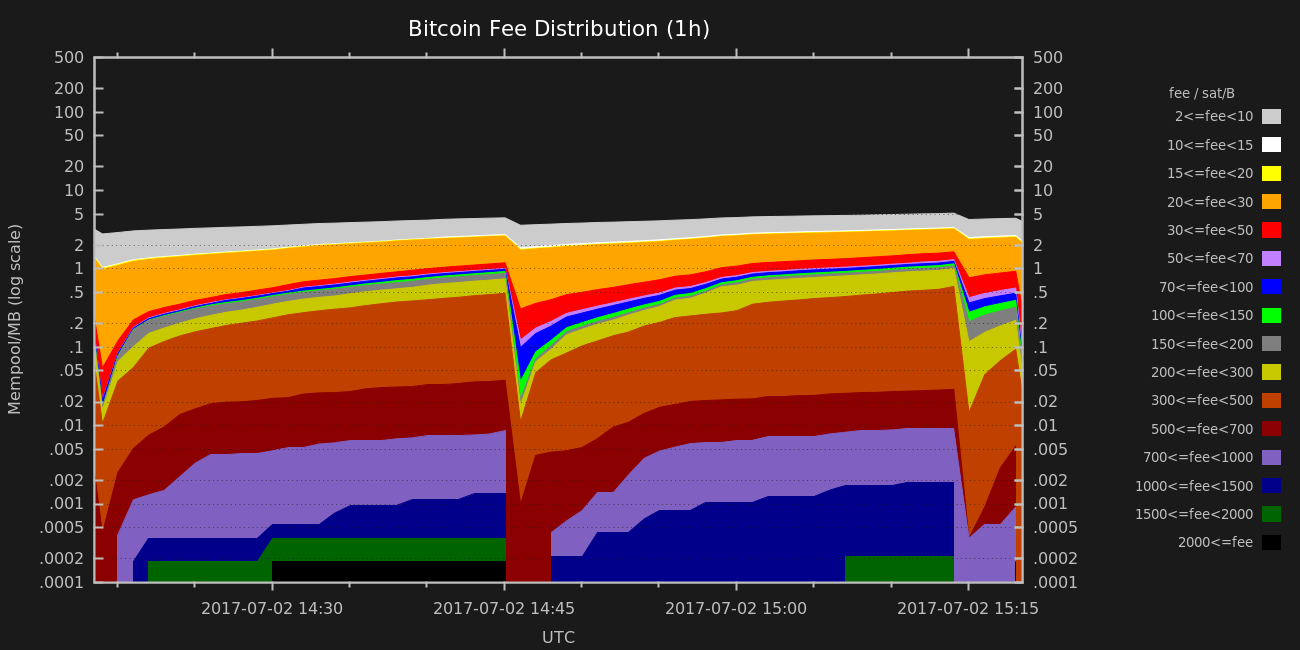 Bitcoin Fee Distribution (1h)
Mempool/MB (log scale)
500
200
100
50
20
10
5
2
1
.5
.2
.1
.05
.02
.01
.005
.002
.001
.0005
.0002
.0001
500
200
100
50
20
10
5
2
1
.5
.2
.1
.05
.02
.01
.005
.002
.001
.0005
.0002
.0001
2017-07-02 14:30
2017-07-02 14:45
2017-07-02 15:00
2017-07-02 15:15
UTC
fee / sat/B
2<=fee<10
10<=fee<15
15<=fee<20
20<=fee<30
30<=fee<50
50<=fee<70
70<=fee<100
100<=fee<150
150<=fee<200
200<=fee<300
300<=fee<500
500<=fee<700
700<=fee<1000
1000<=fee<1500
1500<=fee<2000
2000<=fee